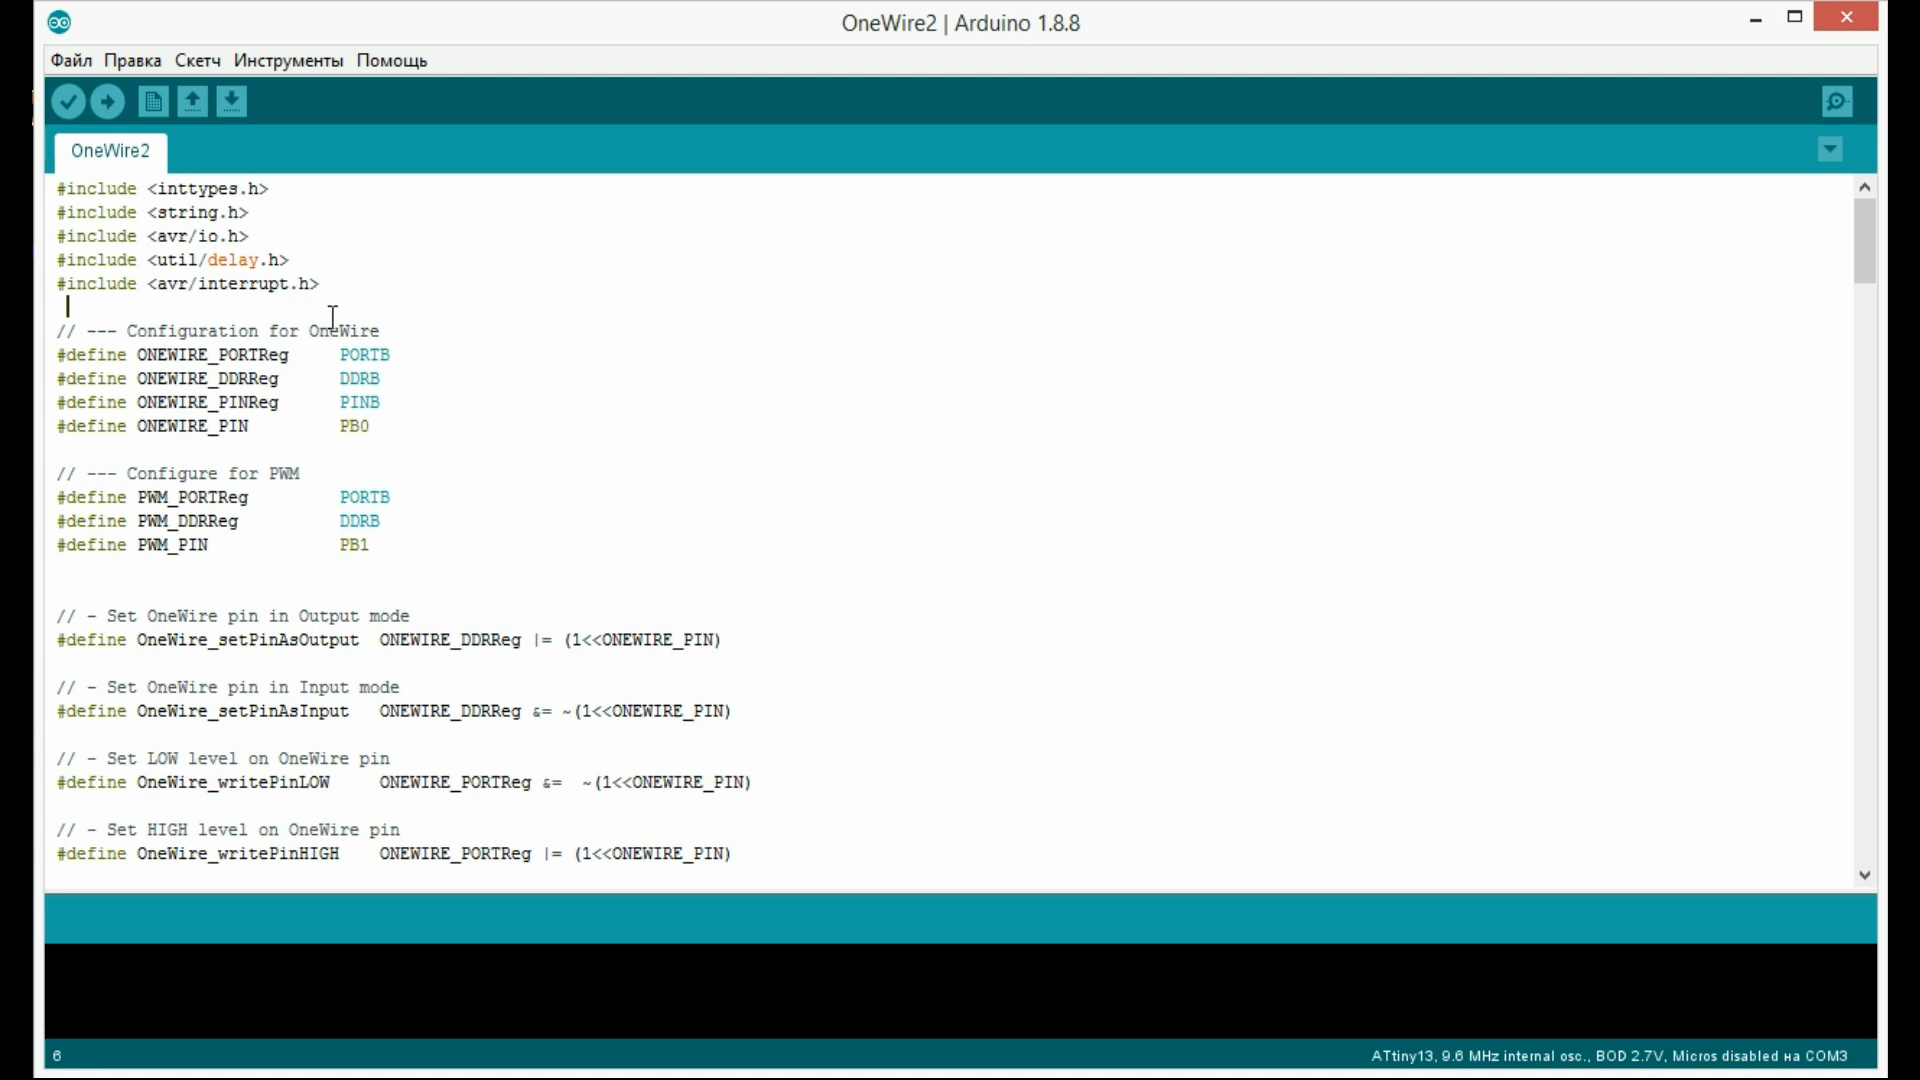 OneWire2 | Arduino 1.8.8
Файл Правка Скетч Инструменты Помощь
OneWire2
#include <inttypes.h>
#include <string.h>
#include <avr/io.h>
#include <util/delay.h>
#include <avr/interrupt.h>
// --- Configuration for OneWire
#define ONEWIRE_PORTReg     PORTB
#define ONEWIRE_DDRReg      DDRB
#define ONEWIRE_PINReg      PINB
#define ONEWIRE_PIN         PB0
// --- Configure for PWM
#define PWM_PORTReg         PORTB
#define PWM_DDRReg          DDRB
#define PWM_PIN             PB1
// - Set OneWire pin in Output mode
#define OneWire_setPinAsOutput  ONEWIRE_DDRReg |= (1<<ONEWIRE_PIN)
// - Set OneWire pin in Input mode
#define OneWire_setPinAsInput   ONEWIRE_DDRReg &= ~(1<<ONEWIRE_PIN)
// - Set LOW level on OneWire pin
#define OneWire_writePinLOW     ONEWIRE_PORTReg &=  ~(1<<ONEWIRE_PIN)
// - Set HIGH level on OneWire pin
#define OneWire_writePinHIGH    ONEWIRE_PORTReg |= (1<<ONEWIRE_PIN)
6
ATtiny13, 9.6 MHz internal osc., BOD 2.7V, Micros disabled на COM3